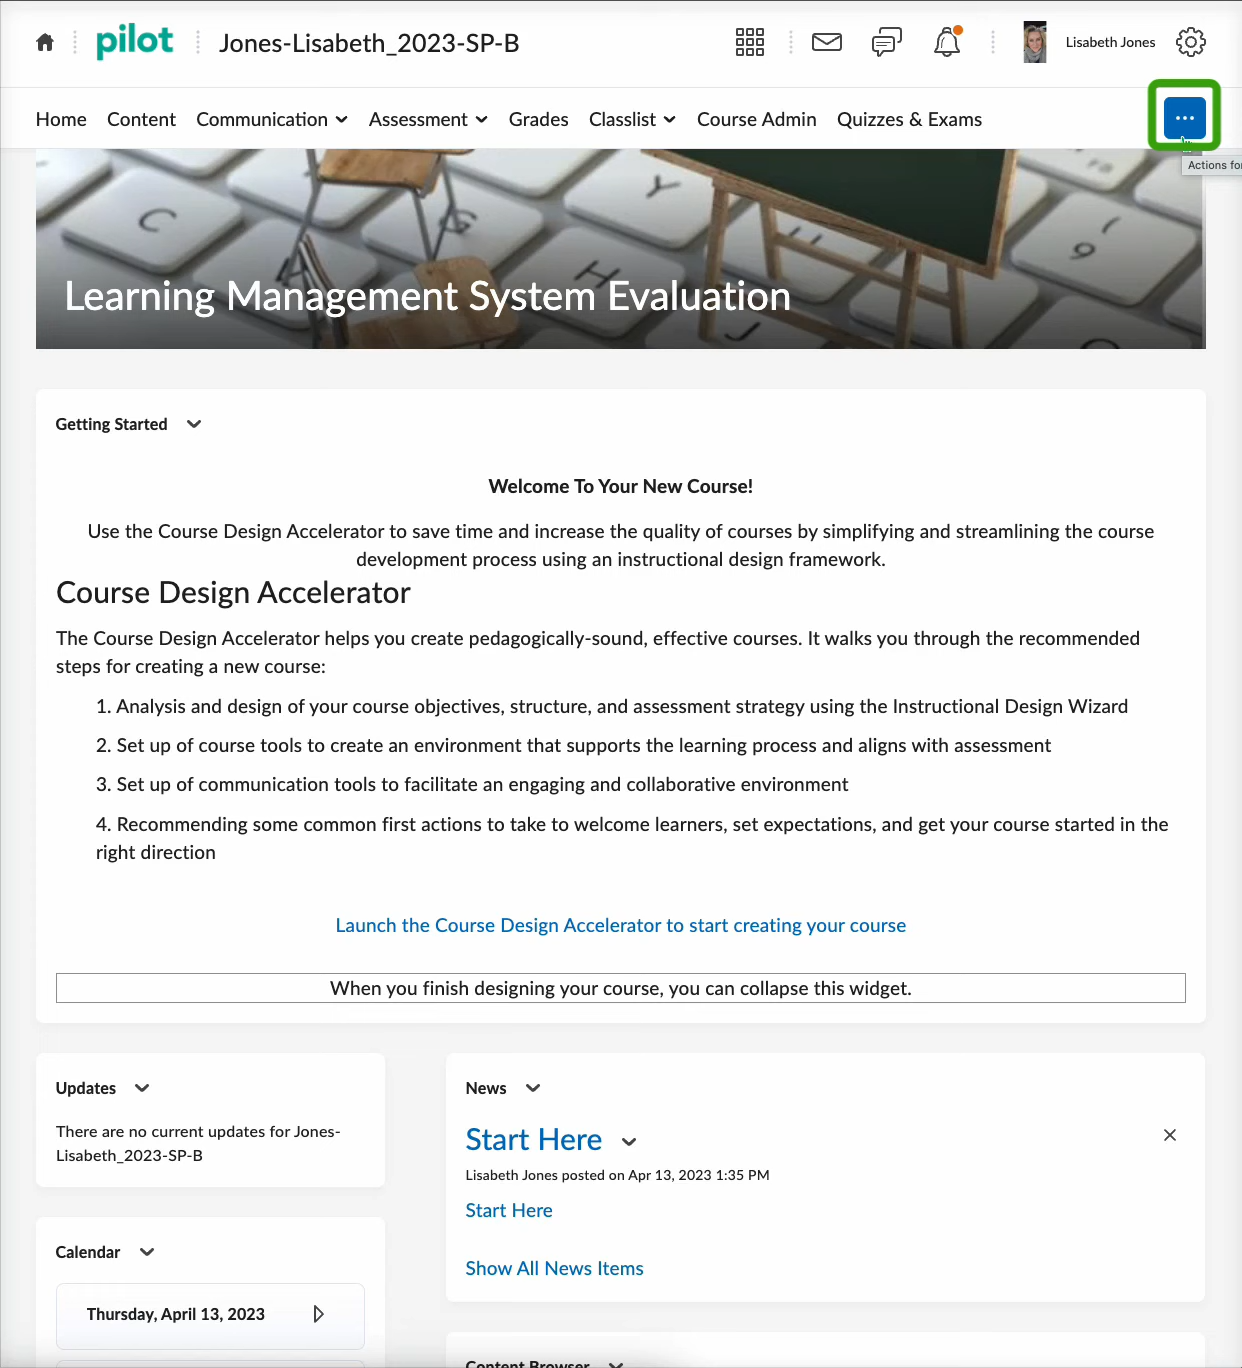 pilot
Jones-Lisabeth_2023-SP-B
Lisabeth Jones
Home Content Communication Assessment Grades Classlist Course Admin Quizzes & Exams
Actions for
Learning Management System Evaluation
Getting Started
Welcome To Your New Course!
Use the Course Design Accelerator to save time and increase the quality of courses by simplifying and streamlining the course
development process using an instructional design framework.
Course Design Accelerator
The Course Design Accelerator helps you create pedagogically-sound, effective courses. It walks you through the recommended
steps for creating a new course:
1. Analysis and design of your course objectives, structure, and assessment strategy using the Instructional Design Wizard
2. Set up of course tools to create an environment that supports the learning process and aligns with assessment
3. Set up of communication tools to facilitate an engaging and collaborative environment
4. Recommending some common first actions to take to welcome learners, set expectations, and get your course started in the
right direction
Launch the Course Design Accelerator to start creating your course
When you finish designing your course, you can collapse this widget.
Updates
There are no current updates for Jones-
Lisabeth_2023-SP-B
Calendar
Thursday, April 13, 2023
News
Start Here
Lisabeth Jones posted on Apr 13, 2023 1:35 PM
Start Here
Show All News Items
Content Browser